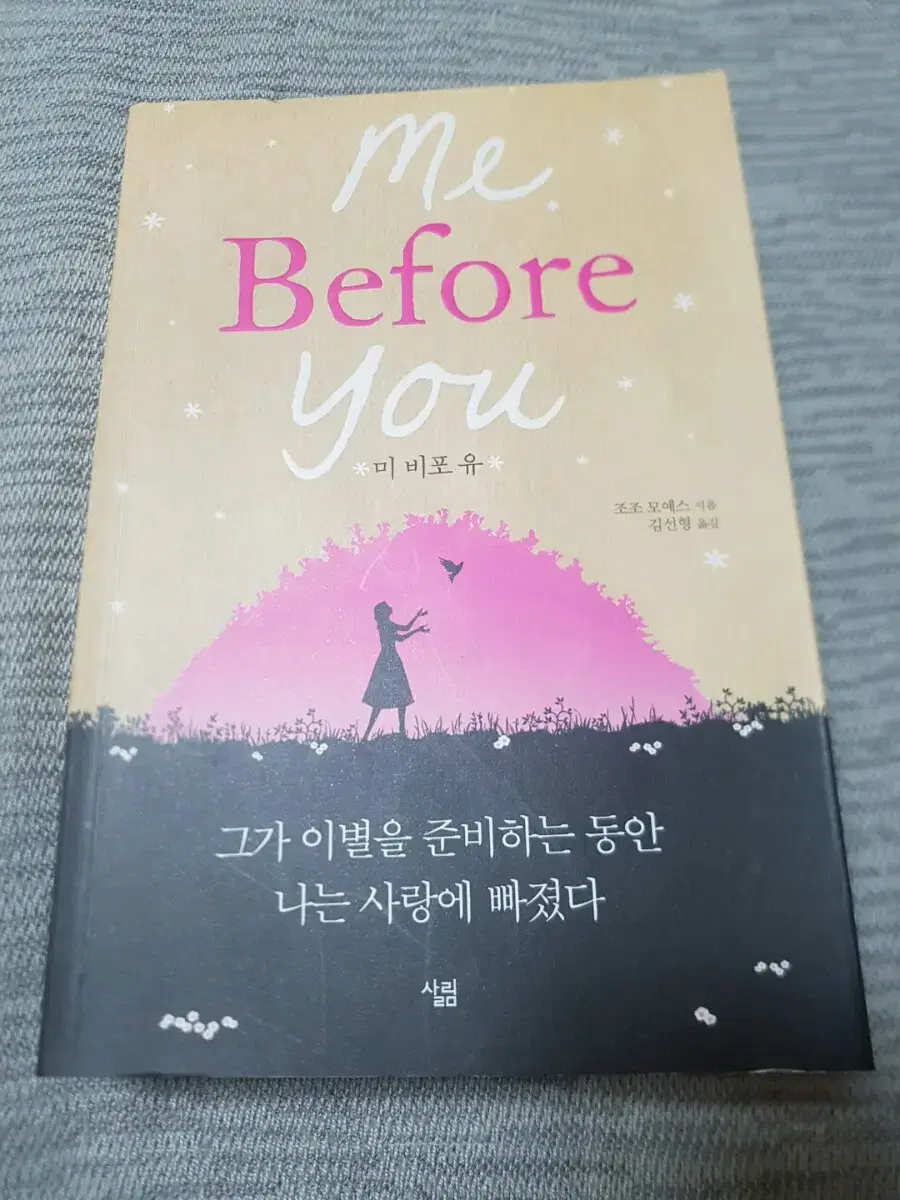 Me
Before
you
미 비포 유
조조 모예스 지음
김선형 옮김
그가 이별을 준비하는 동안
나는 사랑에 빠졌다
살림